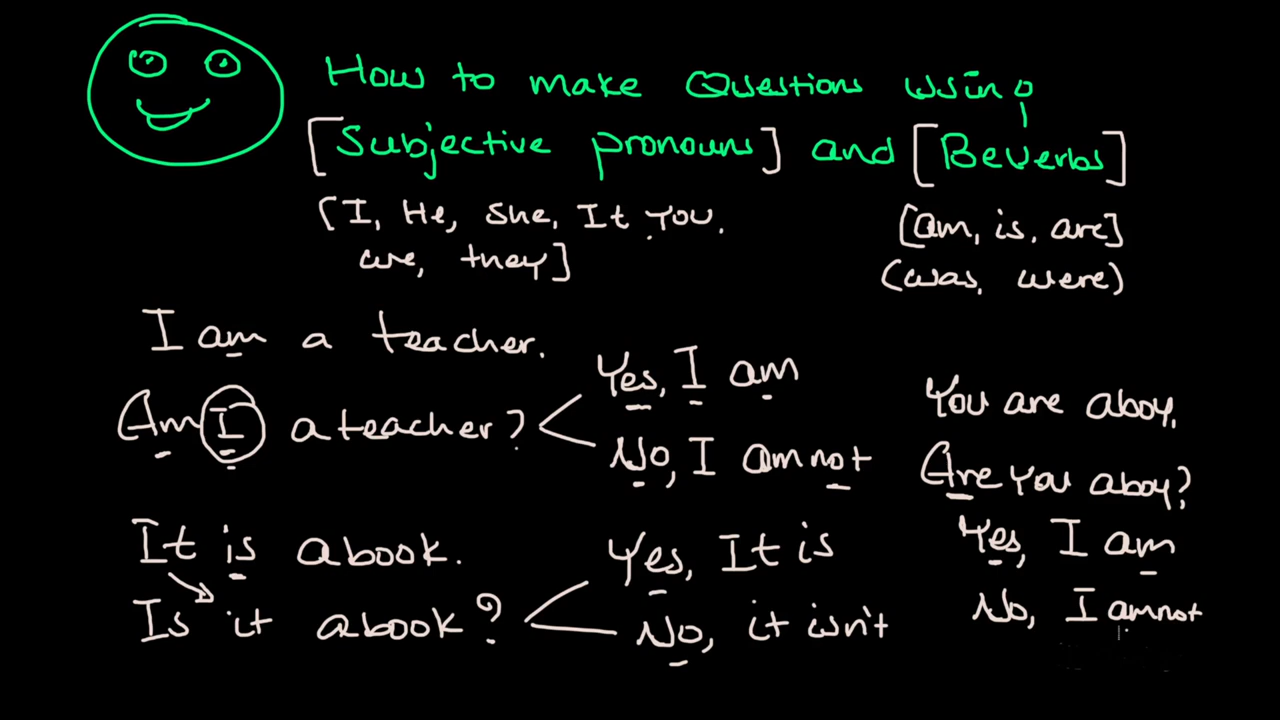 How to make Questions using
[Subjective pronouns] and [Beverbs]
[I, He, She, It You.
we, they]
[am, is, are]
(was, were)
I am a teacher.
Am I a teacher?
Yes, I am
No, I am not
You are a boy.
Are you a boy?
Yes, I am
No, I am not
It is a book.
Is it a book?
Yes, It is
No, it isn't